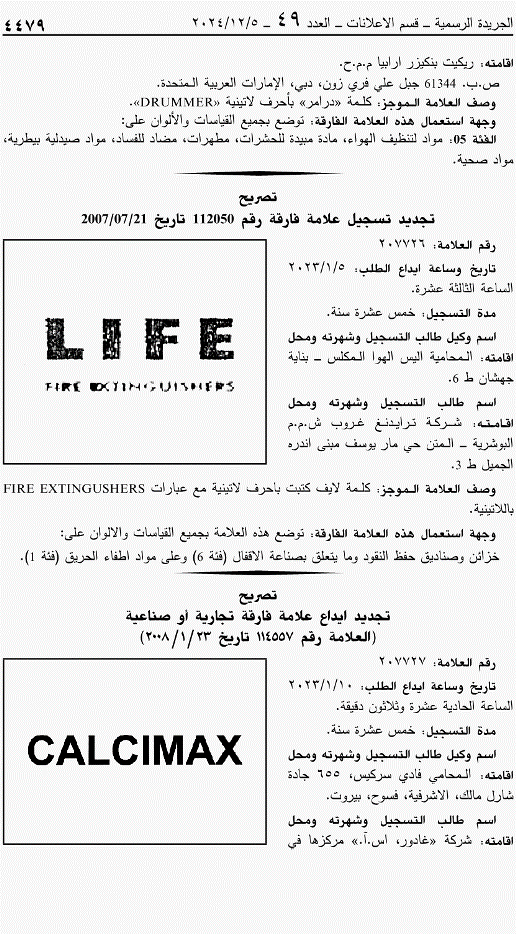 الجريدة الرسمية ــ قسم الاعلانات ــ العدد ٤٩ ــ ٢٠٢٤/١٢/٥
٤٤٧٩
اقامته: ريكيت بنكيزر ارابيا م.م.ح.
ص.ب. 61344 جبل علي فري زون، دبي، الإمارات العربية المتحدة.
وصف العلامة الموجز: كلمة «درامر» بأحرف لاتينية «DRUMMER».
وجهة استعمال هذه العلامة الفارقة: توضع بجميع القياسات والألوان على:
الفئة 05: مواد لتنظيف الهواء، مادة مبيدة للحشرات، مطهرات، مضاد للفساد، مواد صيدلية بيطرية،
مواد صحية.
تصريح
تجديد تسجيل علامة فارقة رقم 112050 تاريخ 2007/07/21
رقم العلامة: ٢٠٧٧٢٦
تاريخ وساعة ايداع الطلب: ٢٠٢٣/١/٥
الساعة الثالثة عشرة.
مدة التسجيل: خمس عشرة سنة.
اسم وكيل طالب التسجيل وشهرته ومحل
اقامته: المحامية اليس الهوا المكلس ــ بناية
جهشان ط 6.
اسم طالب التسجيل وشهرته ومحل
اقامته: شركة ترايدنغ غروب ش.م.م
البوشرية ــ المتن حي مار يوسف مبنى اندره
الجميل ط 3.
LIFE
FIRE EXTINGUISHERS
وصف العلامة الموجز: كلمة لايف كتبت باحرف لاتينية مع عبارات FIRE EXTINGUSHERS
باللاتينية.
وجهة استعمال هذه العلامة الفارقة: توضع هذه العلامة بجميع القياسات والالوان على:
خزائن وصناديق حفظ النقود وما يتعلق بصناعة الاقفال (فئة 6) وعلى مواد اطفاء الحريق (فئة 1).
تصريح
تجديد ايداع علامة فارقة تجارية أو صناعية
(العلامة رقم ١١٤٥٥٧ تاريخ ٢٠٠٨/١/٢٣)
رقم العلامة: ٢٠٧٧٢٧
تاريخ وساعة ايداع الطلب: ٢٠٢٣/١/١٠
الساعة الحادية عشرة وثلاثون دقيقة.
مدة التسجيل: خمس عشرة سنة.
اسم وكيل طالب التسجيل وشهرته ومحل
اقامته: المحامي فادي سركيس، ٦٥٥ جادة
شارل مالك، الاشرفية، فسوح، بيروت.
اسم طالب التسجيل وشهرته ومحل
اقامته: شركة «غادور، اس.آ.» مركزها في
CALCIMAX